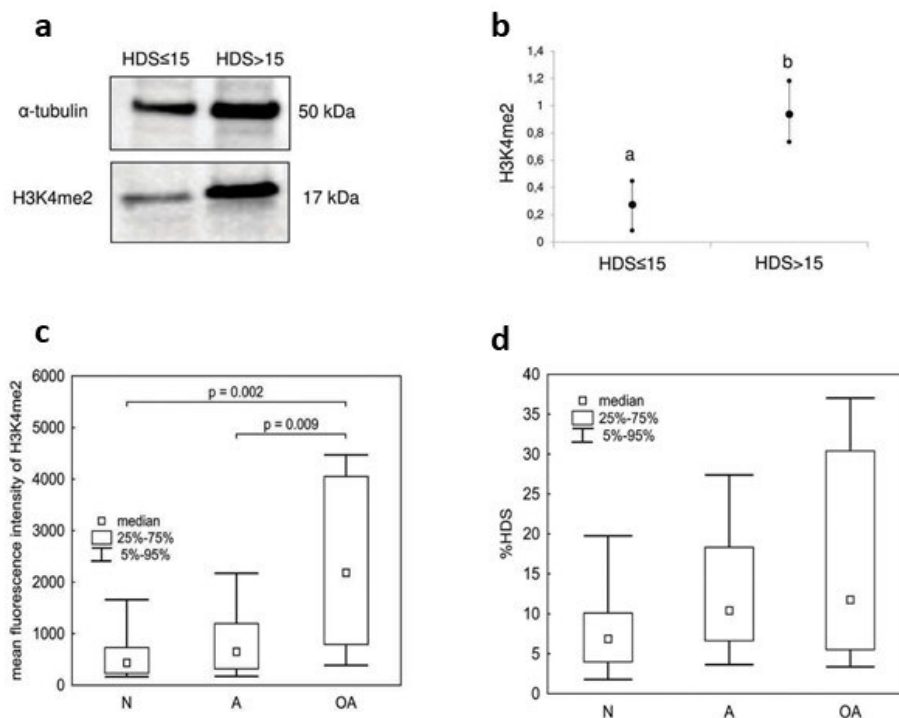 a
HDS≤15 HDS>15
α-tubulin 50 kDa
H3K4me2 17 kDa
b
H3K4me2
1,4
1,2
1
0,8
0,6
0,4
0,2
0
a
b
HDS≤15 HDS>15
c
mean fluorescence intensity of H3K4me2
6000
5000
4000
3000
2000
1000
0
p = 0.002
p = 0.009
median
25%-75%
5%-95%
N A OA
d
%HDS
40
35
30
25
20
15
10
5
0
median
25%-75%
5%-95%
N A OA